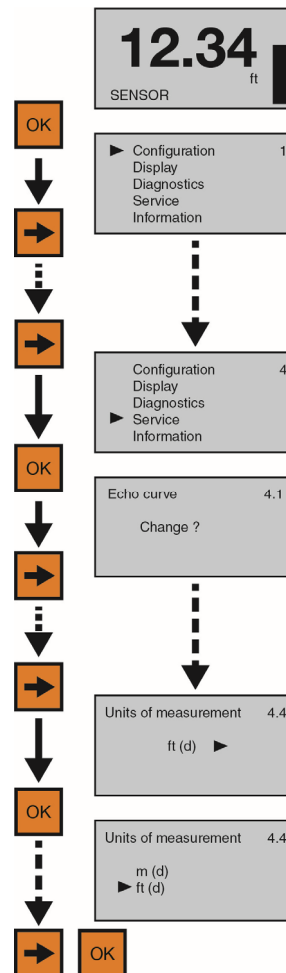 12.34
ft
SENSOR
OK
Configuration 1
Display
Diagnostics
Service
Information
Configuration 4
Display
Diagnostics
Service
Information
OK
Echo curve 4.1
Change ?
Units of measurement 4.4
ft (d)
OK
Units of measurement 4.4
m (d)
ft (d)
OK